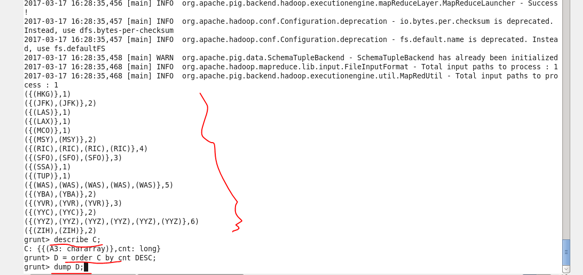 2017-03-17 16:28:35,456 [main] INFO  org.apache.pig.backend.hadoop.executionengine.mapReduceLayer.MapReduceLauncher - Success
!
2017-03-17 16:28:35,457 [main] INFO  org.apache.hadoop.conf.Configuration.deprecation - io.bytes.per.checksum is deprecated.
Instead, use dfs.bytes-per-checksum
2017-03-17 16:28:35,457 [main] INFO  org.apache.hadoop.conf.Configuration.deprecation - fs.default.name is deprecated. Instea
d, use fs.defaultFS
2017-03-17 16:28:35,458 [main] WARN  org.apache.pig.data.SchemaTupleBackend - SchemaTupleBackend has already been initialized
2017-03-17 16:28:35,468 [main] INFO  org.apache.hadoop.mapreduce.lib.input.FileInputFormat - Total input paths to process : 1
2017-03-17 16:28:35,468 [main] INFO  org.apache.pig.backend.hadoop.executionengine.util.MapRedUtil - Total input paths to pro
cess : 1
({(HKG)},1)
({(JFK),(JFK)},2)
({(LAS)},1)
({(LAX)},1)
({(MCO)},1)
({(MSY),(MSY)},2)
({(RIC),(RIC),(RIC),(RIC)},4)
({(SFO),(SFO),(SFO)},3)
({(SSA)},1)
({(TUP)},1)
({(WAS),(WAS),(WAS),(WAS),(WAS)},5)
({(YBA),(YBA)},2)
({(YVR),(YVR),(YVR)},3)
({(YYC),(YYC)},2)
({(YYZ),(YYZ),(YYZ),(YYZ),(YYZ),(YYZ)},6)
({(ZIH),(ZIH)},2)
grunt> describe C;
C: {{(A3: chararray)},cnt: long}
grunt> D = order C by cnt DESC;
grunt> dump D;